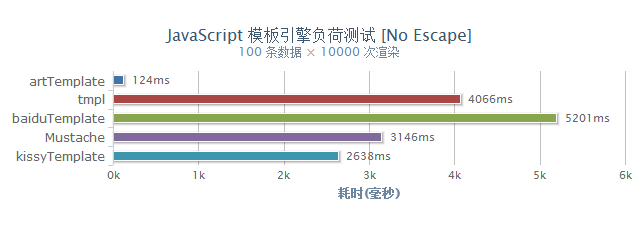 JavaScript 模板引擎负荷测试 [No Escape]
100 条数据 × 10000 次渲染
artTemplate 124ms
tmpl 4066ms
baiduTemplate 5201ms
Mustache 3146ms
kissyTemplate 2638ms
0k 1k 2k 3k 4k 5k 6k
耗时(毫秒)